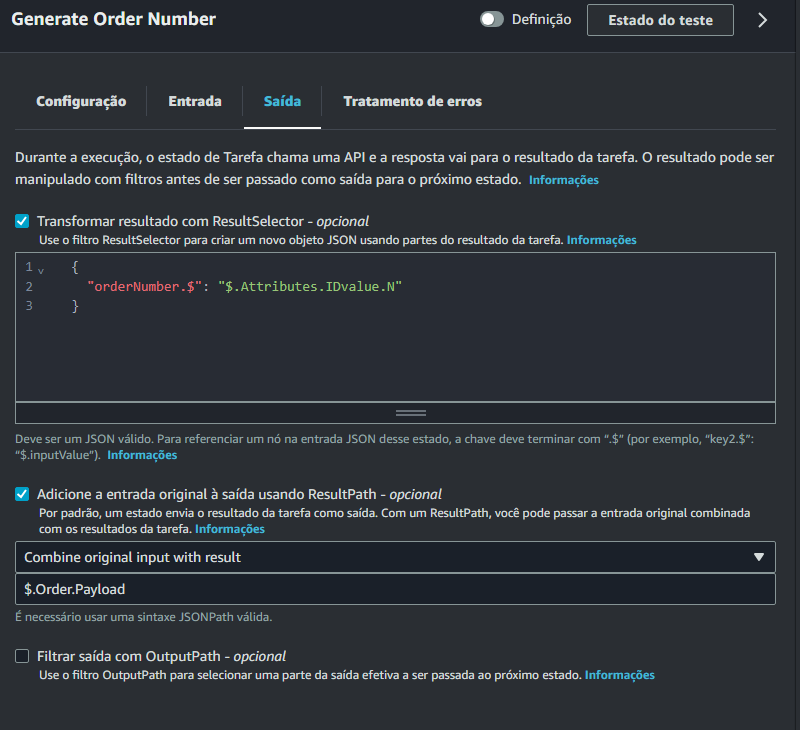 Generate Order Number
Definição
Estado do teste
Configuração
Entrada
Saída
Tratamento de erros
Durante a execução, o estado de Tarefa chama uma API e a resposta vai para o resultado da tarefa. O resultado pode ser
manipulado com filtros antes de ser passado como saída para o próximo estado. Informações
Transformar resultado com ResultSelector - opcional
Use o filtro ResultSelector para criar um novo objeto JSON usando partes do resultado da tarefa. Informações
1 {
2 "orderNumber.$": "$.Attributes.IDvalue.N"
3 }
Deve ser um JSON válido. Para referenciar um nó na entrada JSON desse estado, a chave deve terminar com “.$” (por exemplo, “key2.$”:
“$.inputValue”). Informações
Adicione a entrada original à saída usando ResultPath - opcional
Por padrão, um estado envia o resultado da tarefa como saída. Com um ResultPath, você pode passar a entrada original combinada
com os resultados da tarefa. Informações
Combine original input with result
$.Order.Payload
É necessário usar uma sintaxe JSONPath válida.
Filtrar saída com OutputPath - opcional
Use o filtro OutputPath para selecionar uma parte da saída efetiva a ser passada ao próximo estado. Informações